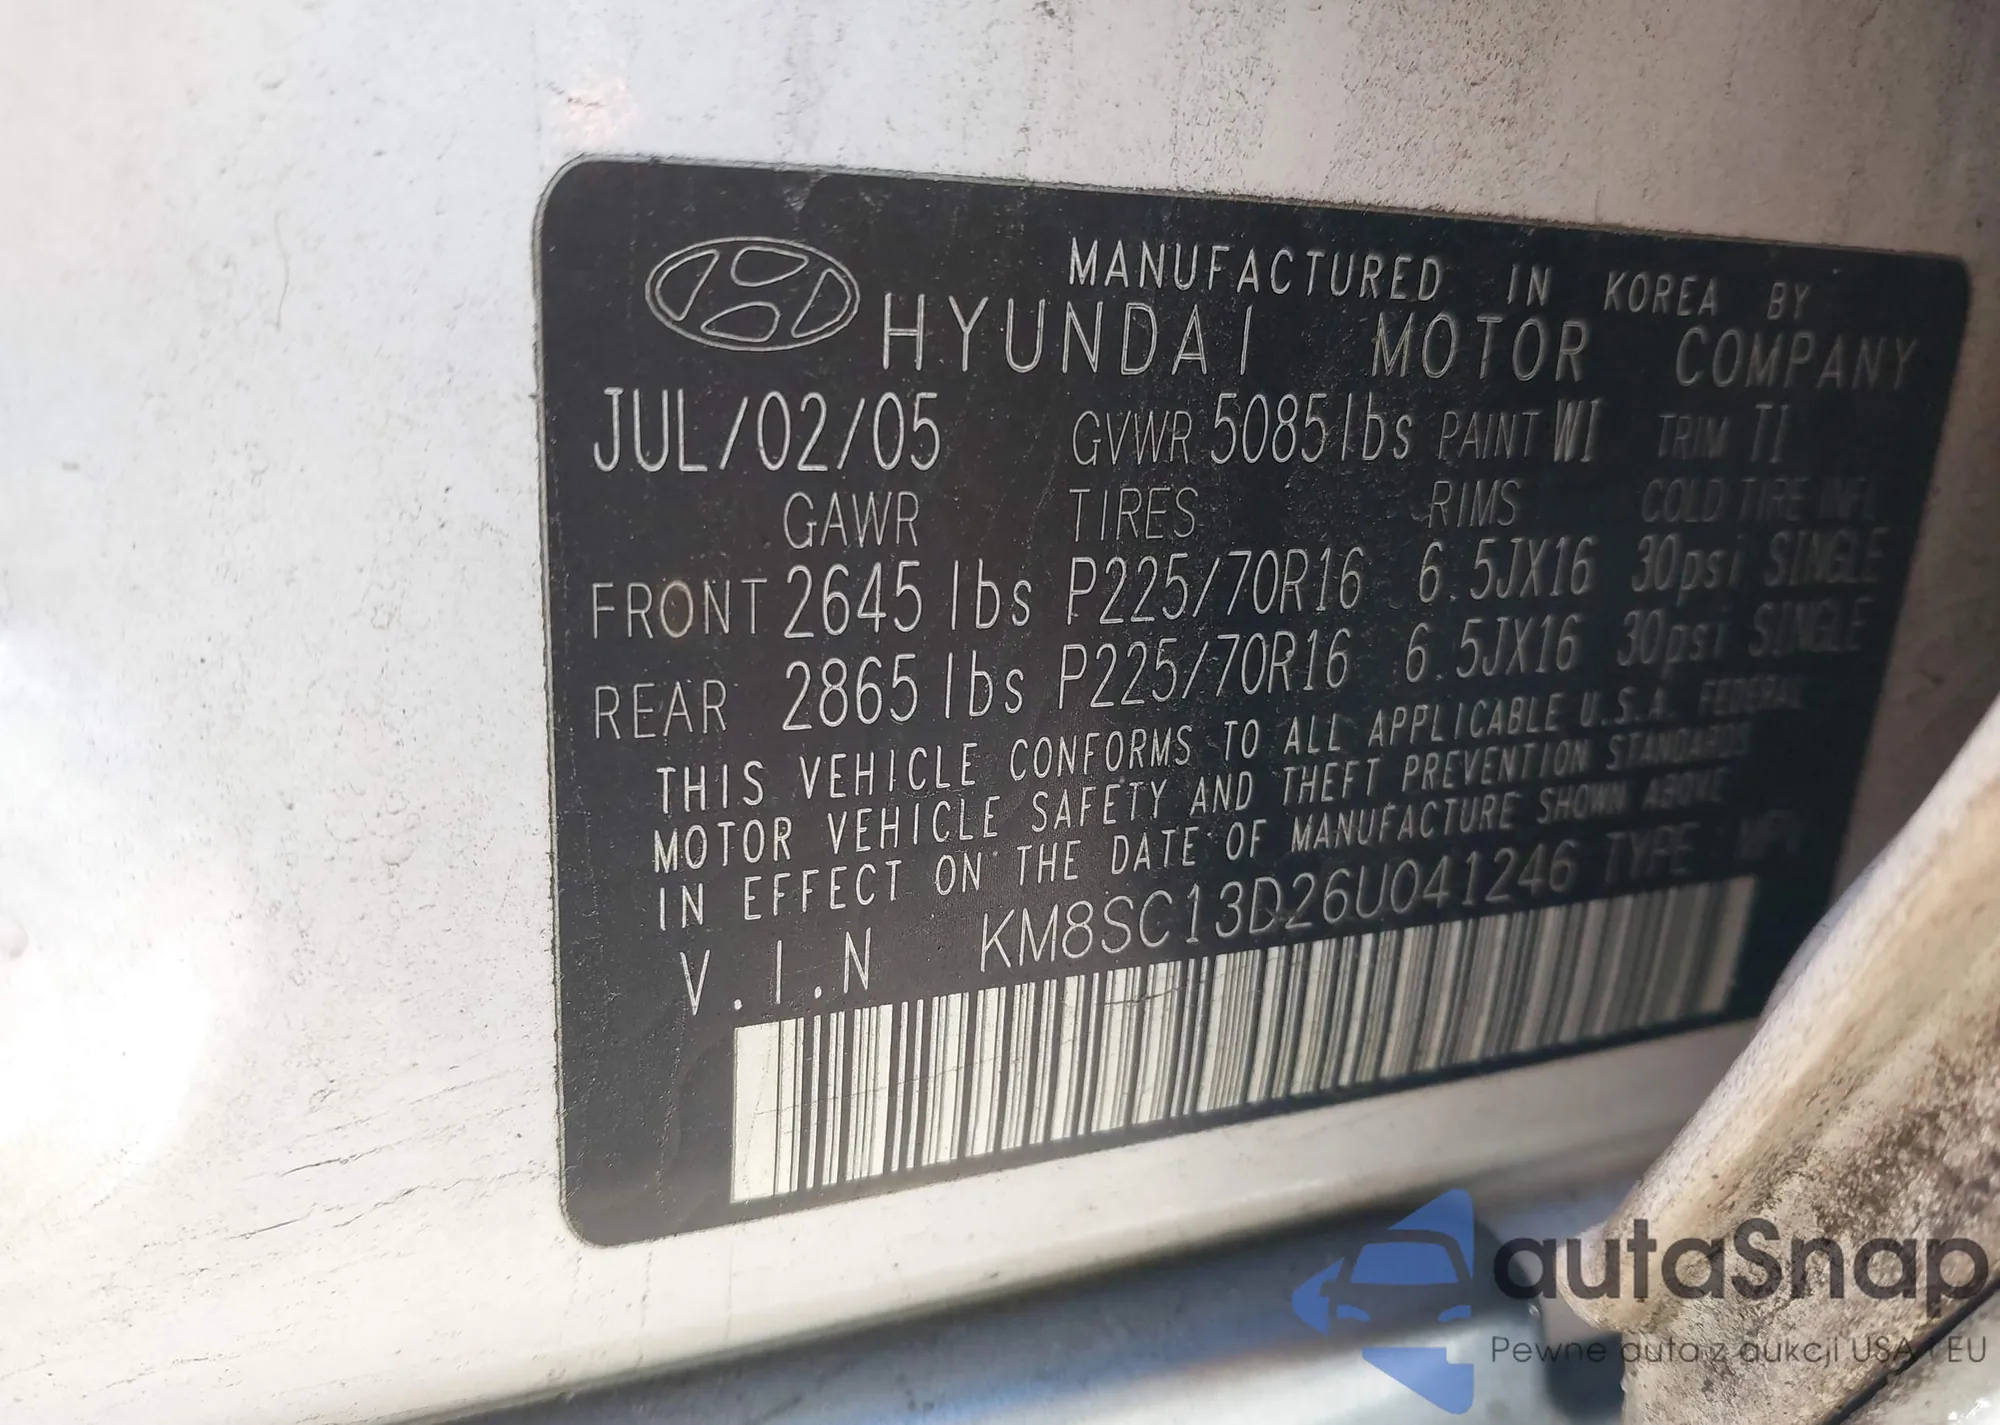 MANUFACTURED IN KOREA BY
HYUNDAI MOTOR COMPANY
JUL/02/05 GVWR 5085lbs PAINT WI TRIM TI
GAWR TIRES RIMS COLD TIRE INFL
FRONT 2645 lbs P225/70R16 6.5JX16 30psi SINGLE
REAR 2865 lbs P225/70R16 6.5JX16 30psi SINGLE
THIS VEHICLE CONFORMS TO ALL APPLICABLE U.S.A. FEDERAL
MOTOR VEHICLE SAFETY AND THEFT PREVENTION STANDARDS
IN EFFECT ON THE DATE OF MANUFACTURE SHOWN ABOVE
V.I.N KM8SC13D26U041246 TYPE MPV
autaSnap
Pewne auta z aukcji USA i EU